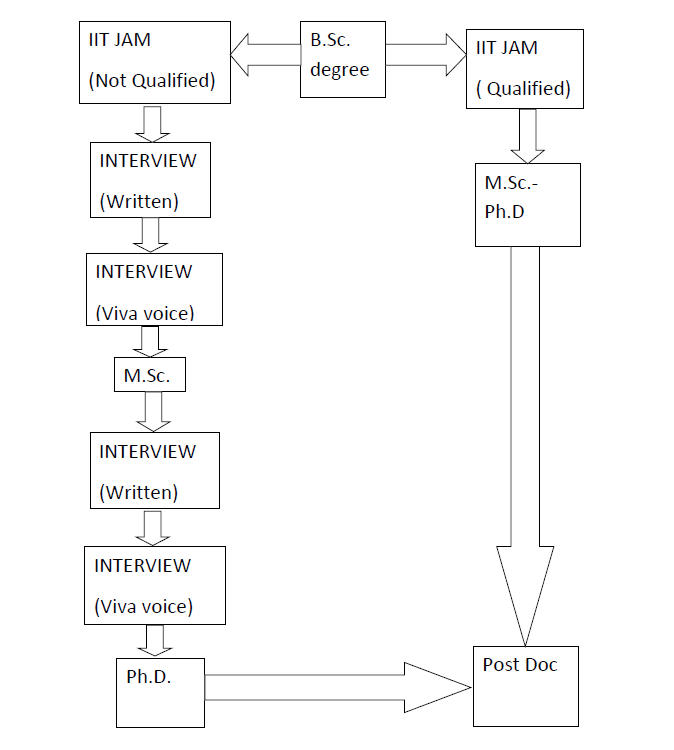 IIT JAM
(Not Qualified)
B.Sc.
degree
IIT JAM
( Qualified)
INTERVIEW
(Written)
M.Sc.-
Ph.D
INTERVIEW
(Viva voice)
M.Sc.
INTERVIEW
(Written)
INTERVIEW
(Viva voice)
Ph.D.
Post Doc